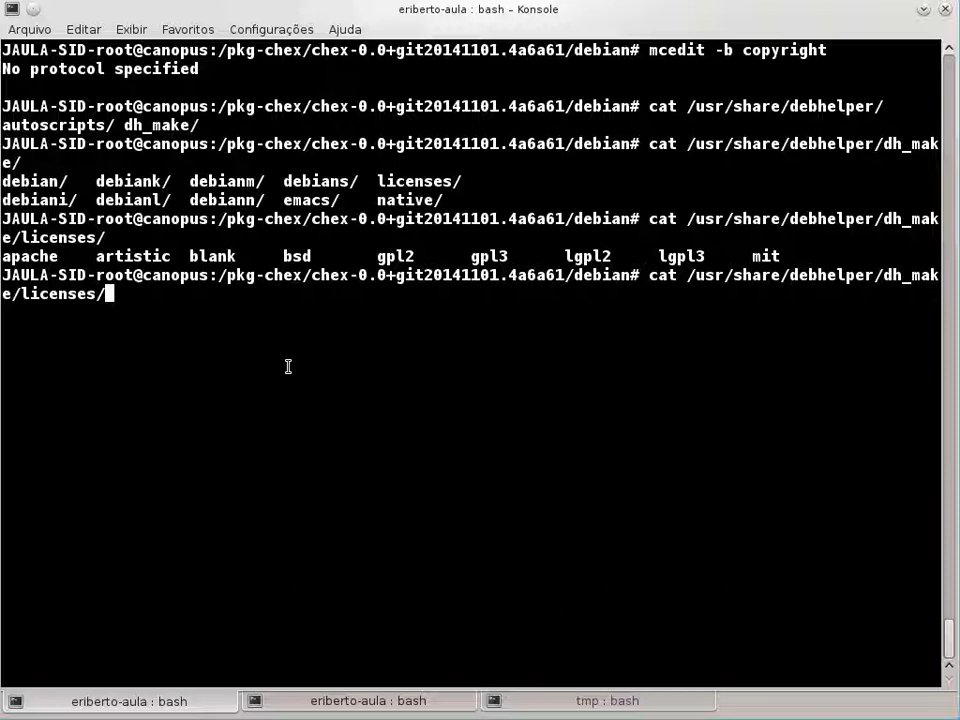 eriberto-aula : bash – Konsole
Arquivo Editar Exibir Favoritos Configurações Ajuda
JAULA-SID-root@canopus:/pkg-chex/chex-0.0+git20141101.4a6a61/debian# mcedit -b copyright
No protocol specified
JAULA-SID-root@canopus:/pkg-chex/chex-0.0+git20141101.4a6a61/debian# cat /usr/share/debhelper/
autoscripts/ dh_make/
JAULA-SID-root@canopus:/pkg-chex/chex-0.0+git20141101.4a6a61/debian# cat /usr/share/debhelper/dh_mak
e/
debian/ debiank/ debianm/ debians/ licenses/
debiani/ debianl/ debiann/ emacs/ native/
JAULA-SID-root@canopus:/pkg-chex/chex-0.0+git20141101.4a6a61/debian# cat /usr/share/debhelper/dh_mak
e/licenses/
apache artistic blank bsd gpl2 gpl3 lgpl2 lgpl3 mit
JAULA-SID-root@canopus:/pkg-chex/chex-0.0+git20141101.4a6a61/debian# cat /usr/share/debhelper/dh_mak
e/licenses/
eriberto-aula : bash eriberto-aula : bash tmp : bash